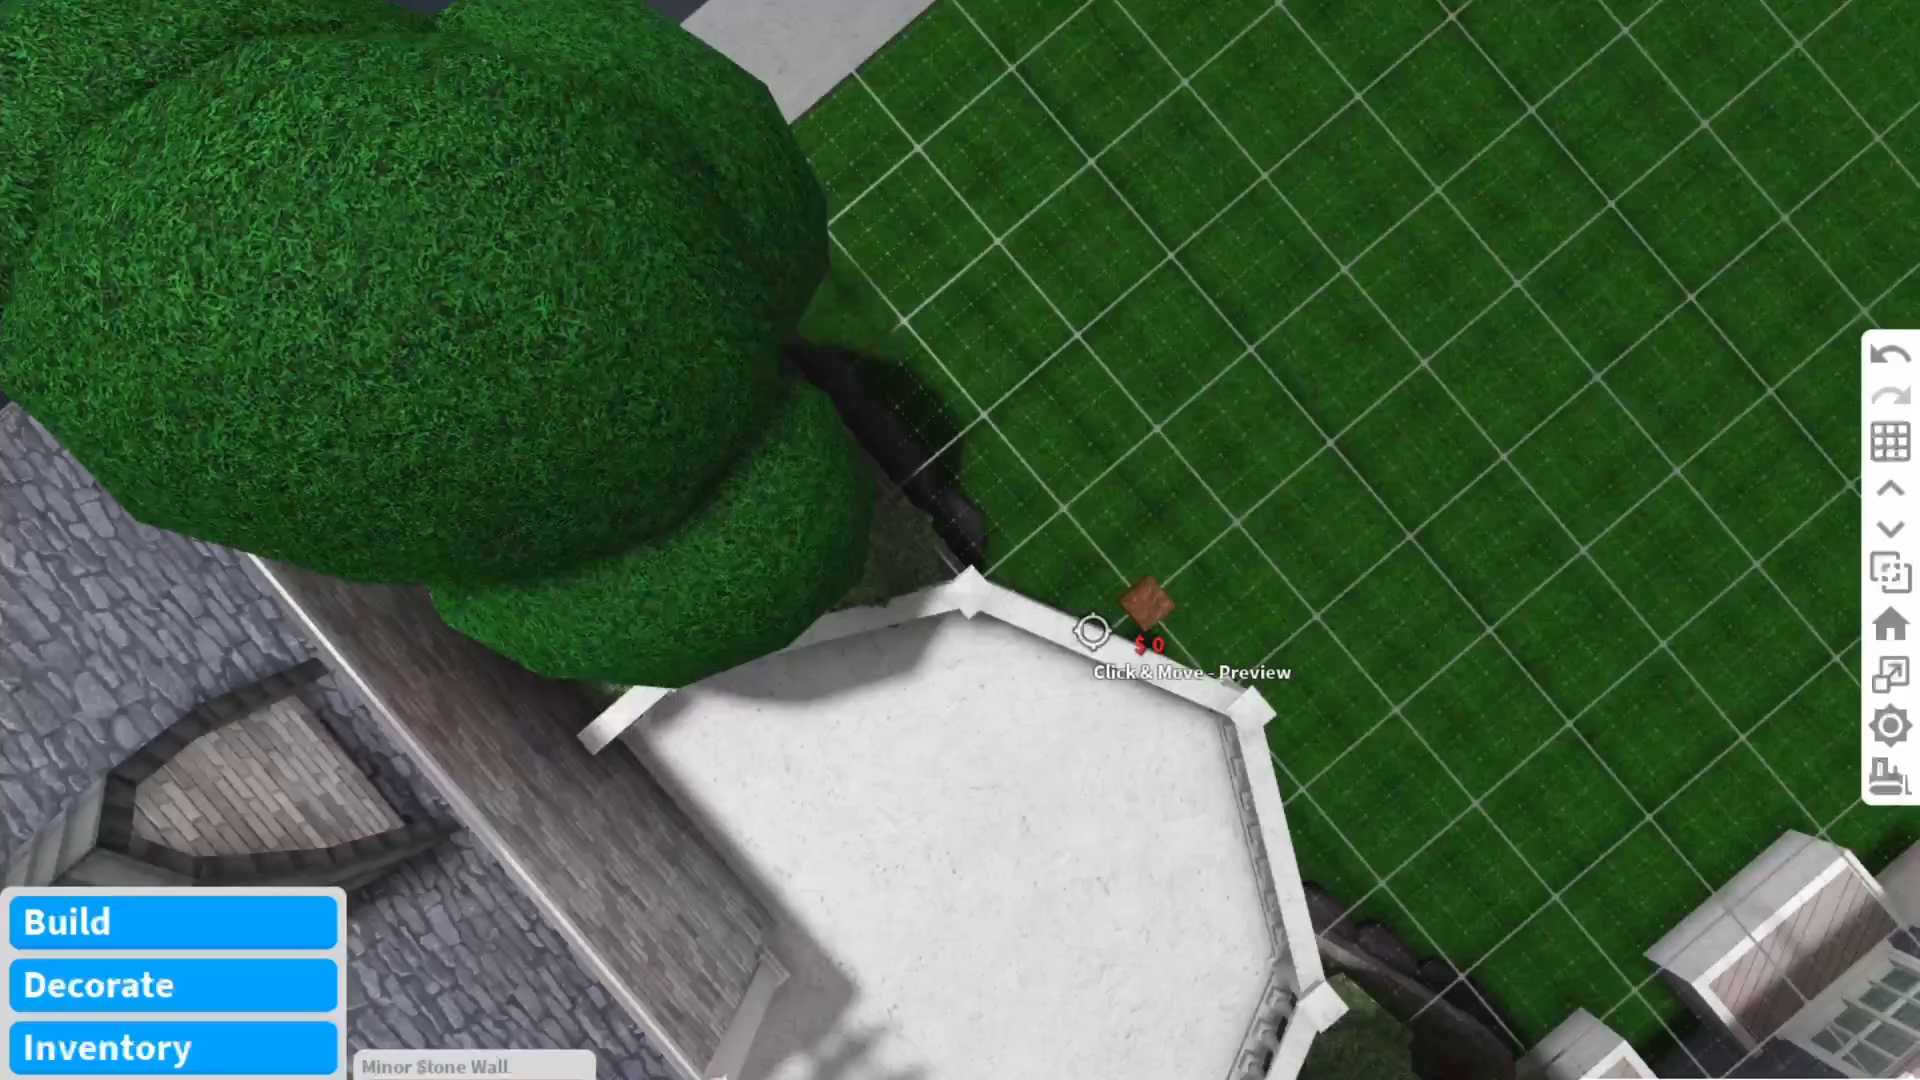 $ 0
Click & Move - Preview
Build
Decorate
Inventory
Minor Stone Wall